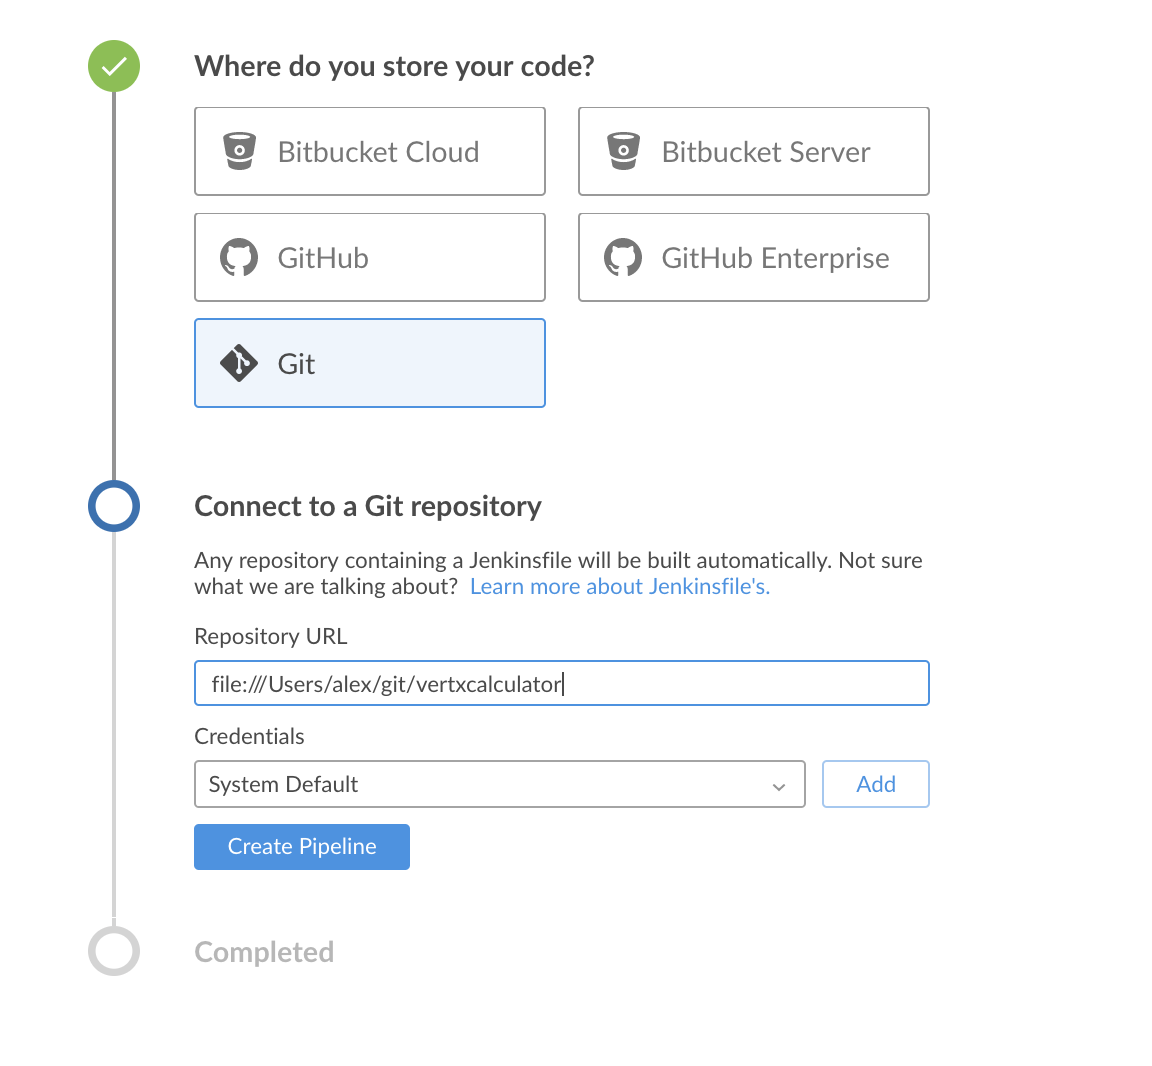 Where do you store your code?
Bitbucket Cloud
Bitbucket Server
GitHub
GitHub Enterprise
Git
Connect to a Git repository
Any repository containing a Jenkinsfile will be built automatically. Not sure
what we are talking about? Learn more about Jenkinsfile's.
Repository URL
file:///Users/alex/git/vertxcalculator
Credentials
System Default
Add
Create Pipeline
Completed